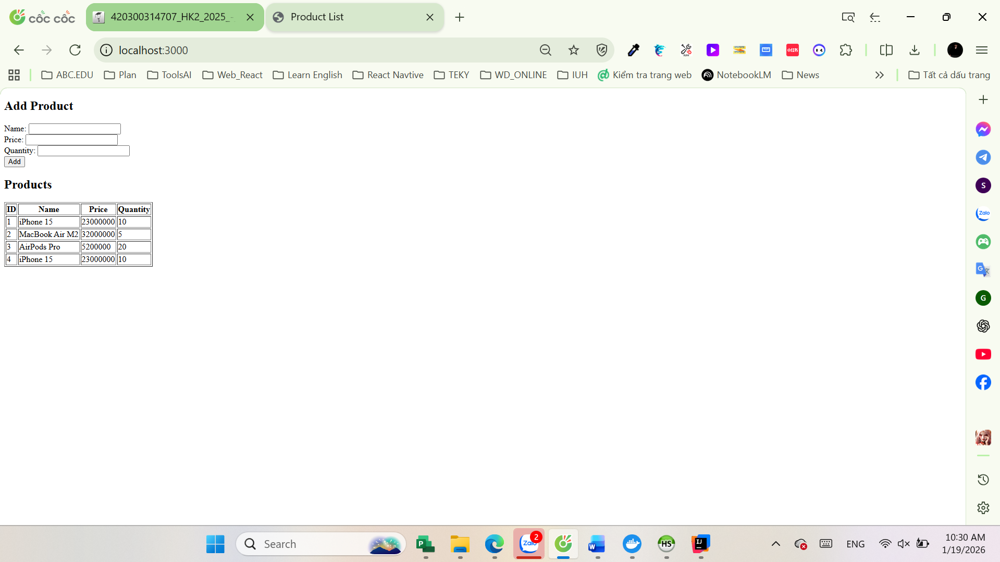 cốc cốc
420300314707_HK2_2025_
Product List
localhost:3000
ABC.EDU
Plan
ToolsAI
Web_React
Learn English
React Navtive
TEKY
WD_ONLINE
IUH
Kiểm tra trang web
NotebookLM
News
Tất cả dấu trang
Add Product
Name:
Price:
Quantity:
Add
Products
ID Name Price Quantity
1 iPhone 15 23000000 10
2 MacBook Air M2 32000000 5
3 AirPods Pro 5200000 20
4 iPhone 15 23000000 10
S
Zalo
G
Search
2
Zalo
HS
IJ
ENG
10:30 AM
1/19/2026